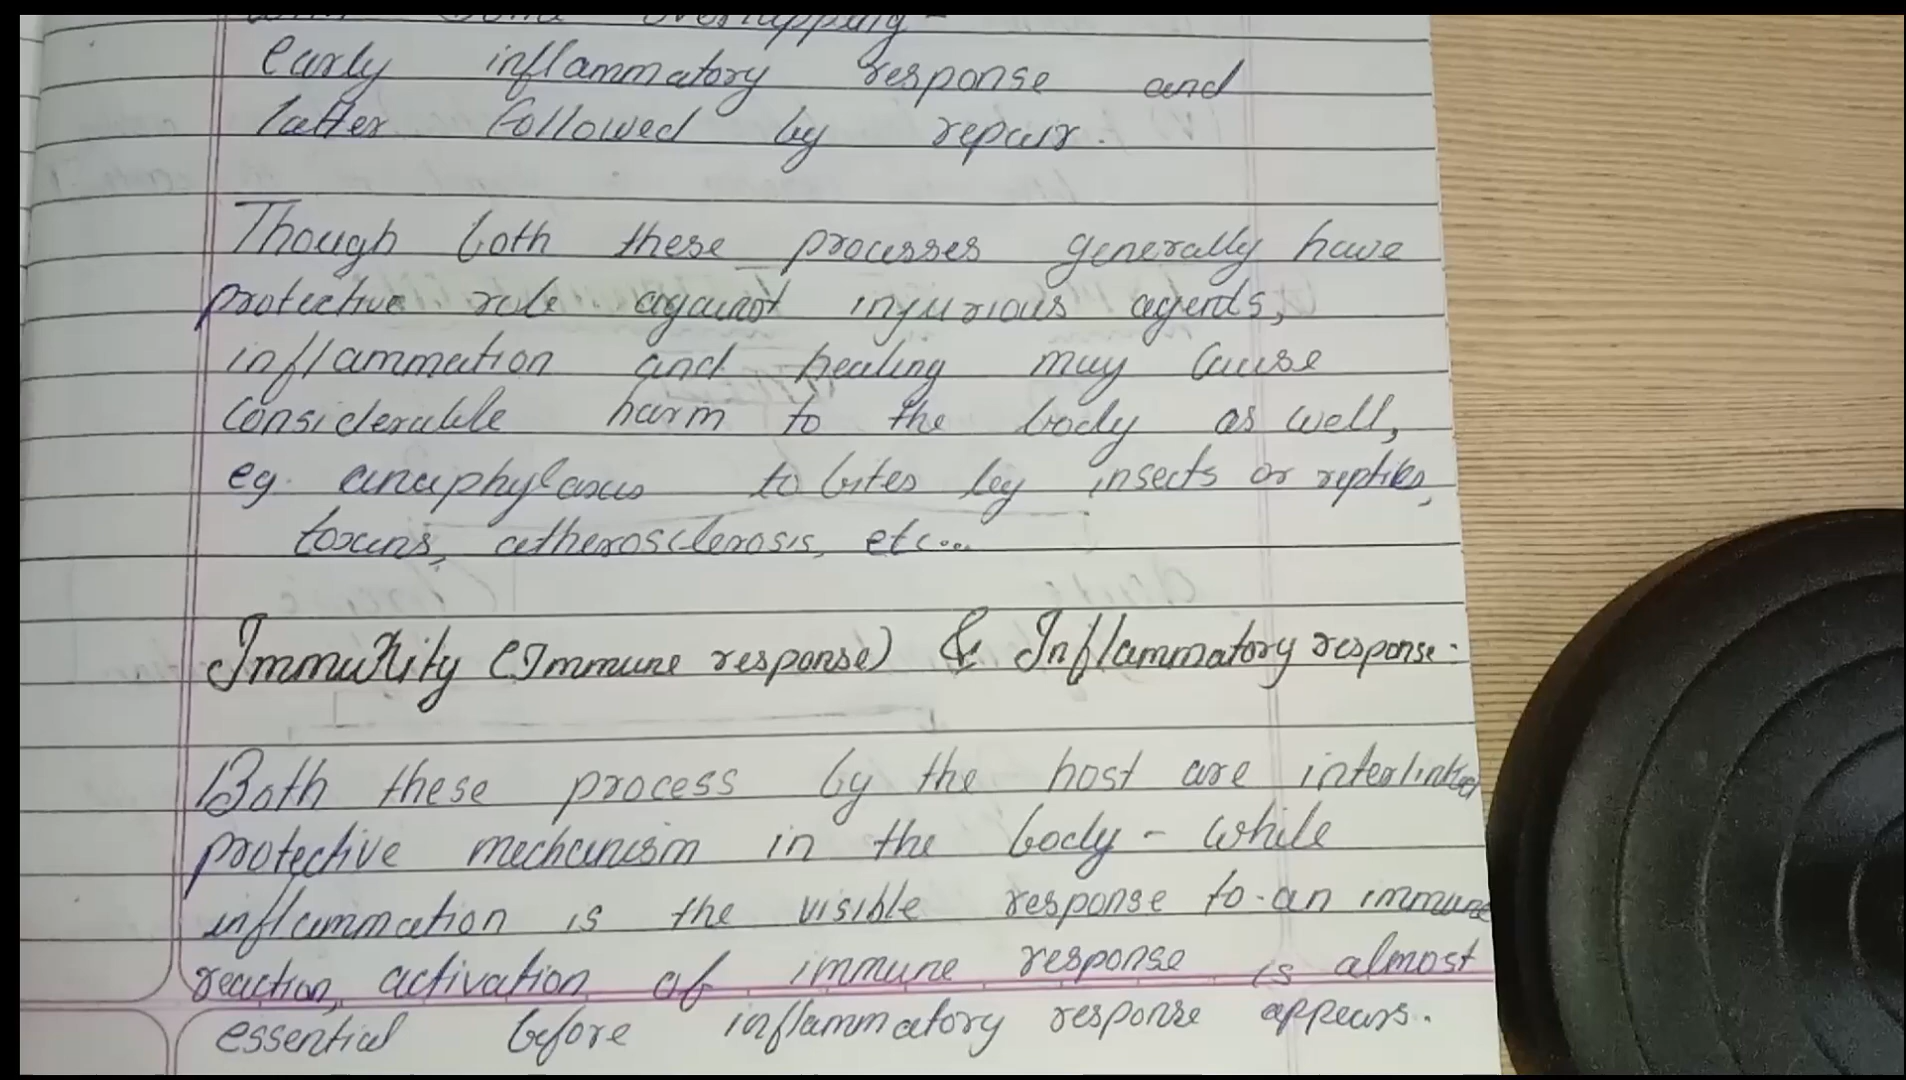 with some overlapping -
early inflammatory response and
latter followed by repair.
Though both these processes generally have
protective role against injurious agents,
inflammation and healing may cause
considerable harm to the body as well,
eg. anaphylaxis to bites by insects or reptiles,
toxins, atherosclerosis, etc...
Immunity (Immune response) & Inflammatory response:
Both these process by the host are interlinked
protective mechanism in the body - while
inflammation is the visible response to an immune
reaction, activation of immune response is almost
essential before inflammatory response appears.